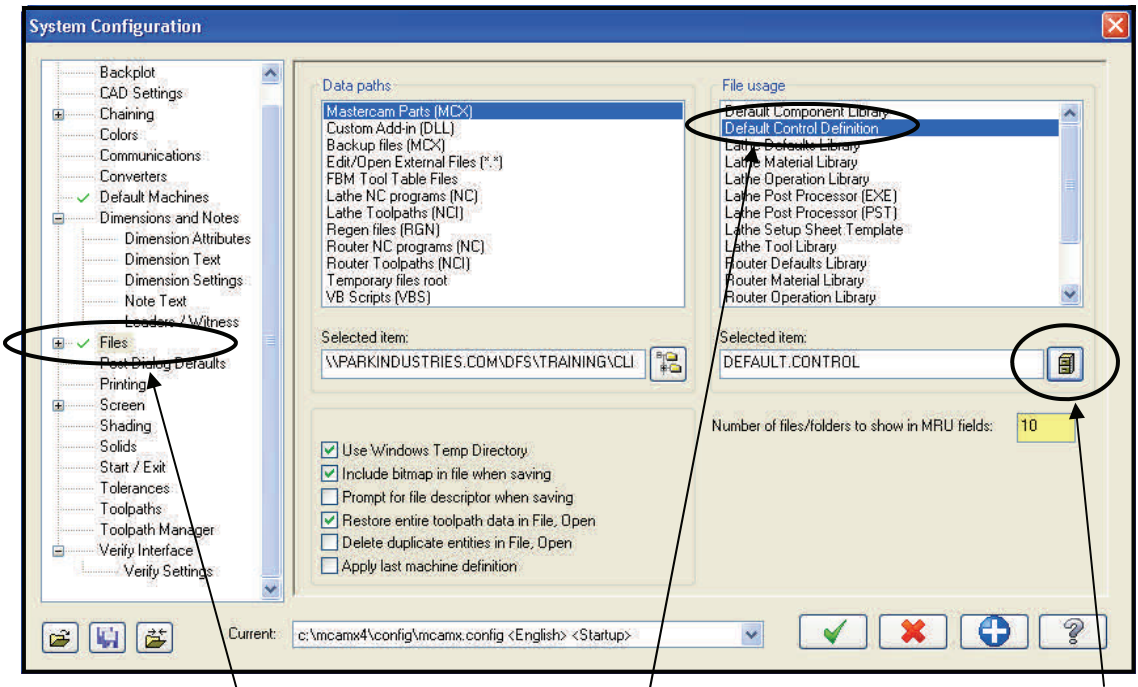 System Configuration
Backplot
CAD Settings
Chaining
Colors
Communications
Converters
Default Machines
Dimensions and Notes
Dimension Attributes
Dimension Text
Dimension Settings
Note Text
Leaders / Witness
Files
Post Dialog Defaults
Printing
Screen
Shading
Solids
Start / Exit
Tolerances
Toolpaths
Toolpath Manager
Verify Interface
Verify Settings
Data paths
Mastercam Parts (MCX)
Custom Add-in (DLL)
Backup files (MCX)
Edit/Open External Files (*.*)
FBM Tool Table Files
Lathe NC programs (NC)
Lathe Toolpaths (NCI)
Regen files (RGN)
Router NC programs (NC)
Router Toolpaths (NCI)
Temporary files root
VB Scripts (VBS)
Selected item:
\\PARKINDUSTRIES.COM\DFS\TRAINING\CLI
Use Windows Temp Directory
Include bitmap in file when saving
Prompt for file descriptor when saving
Restore entire toolpath data in File, Open
Delete duplicate entities in File, Open
Apply last machine definition
File usage
Default Component Library
Default Control Definition
Lathe Defaults Library
Lathe Material Library
Lathe Operation Library
Lathe Post Processor (EXE)
Lathe Post Processor (PST)
Lathe Setup Sheet Template
Lathe Tool Library
Router Defaults Library
Router Material Library
Router Operation Library
Selected item:
DEFAULT.CONTROL
Number of files/folders to show in MRU fields: 10
Current: c:\mcamx4\config\mcamx.config <English> <Startup>